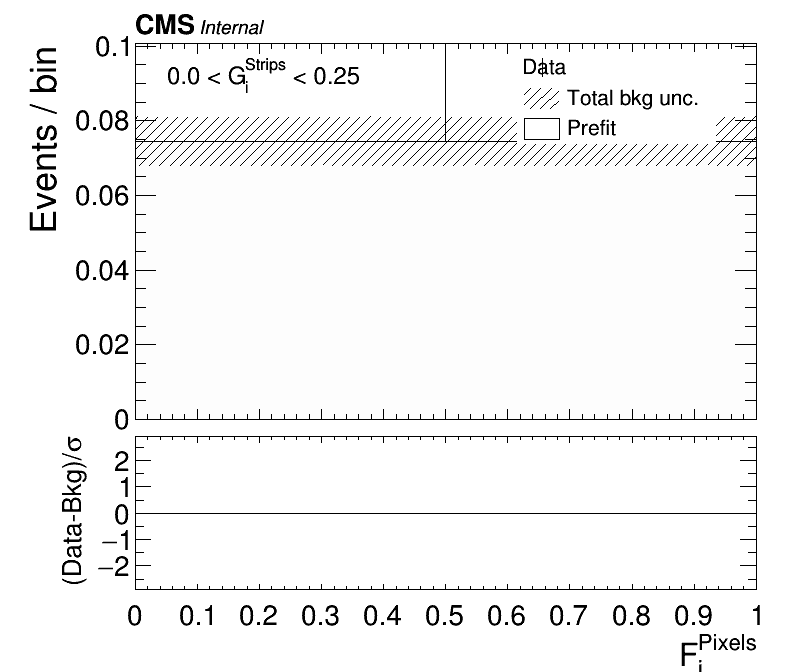 CMS Internal
Events / bin
0.1
0.08
0.06
0.04
0.02
0
0.0 < G_i^Strips < 0.25
Data
Total bkg unc.
Prefit
(Data-Bkg)/σ
2
1
0
−1
−2
0 0.1 0.2 0.3 0.4 0.5 0.6 0.7 0.8 0.9 1
F_i^Pixels